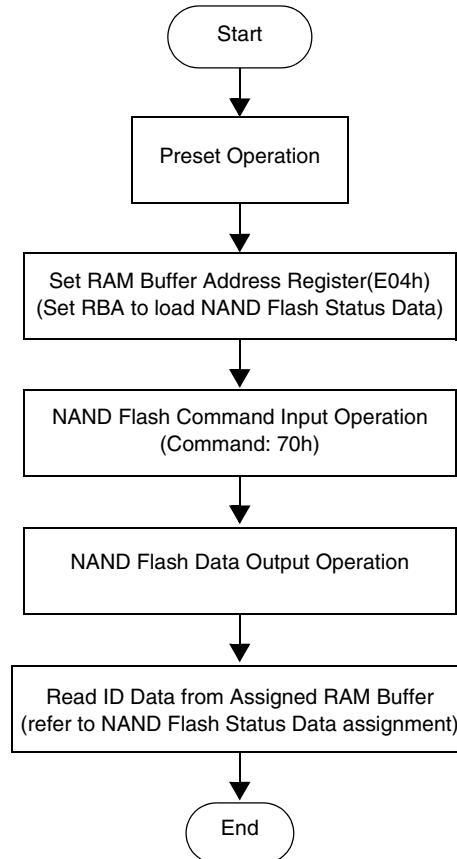 Start
Preset Operation
Set RAM Buffer Address Register(E04h)
(Set RBA to load NAND Flash Status Data)
NAND Flash Command Input Operation
(Command: 70h)
NAND Flash Data Output Operation
Read ID Data from Assigned RAM Buffer
(refer to NAND Flash Status Data assignment)
End